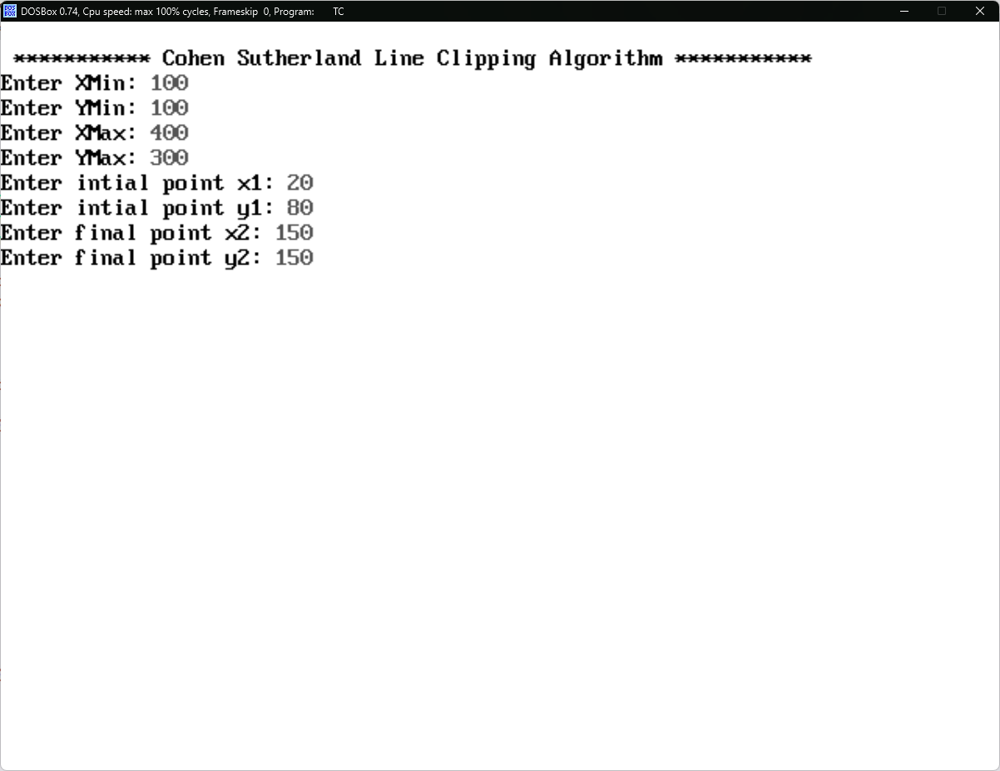 DOS BOX DOSBox 0.74, Cpu speed: max 100% cycles, Frameskip 0, Program: TC
*********** Cohen Sutherland Line Clipping Algorithm ***********
Enter XMin: 100
Enter YMin: 100
Enter XMax: 400
Enter YMax: 300
Enter intial point x1: 20
Enter intial point y1: 80
Enter final point x2: 150
Enter final point y2: 150